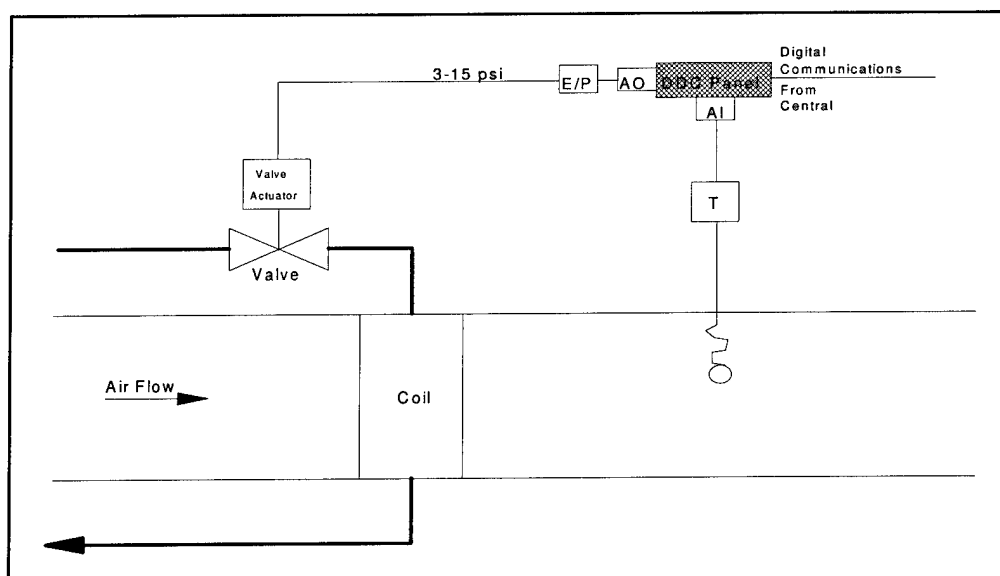 Digital
Communications
3-15 psi
E/P
AO
DDC Panel
From
Central
AI
Valve
Actuator
T
Valve
Air Flow
Coil